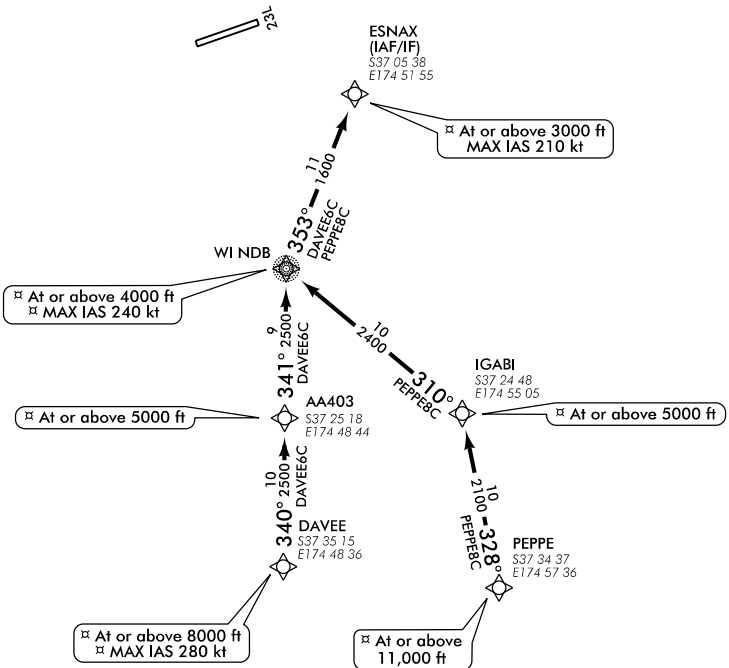 23L
ESNAX
(IAF/IF)
S37 05 38
E174 51 55
¤ At or above 3000 ft
MAX IAS 210 kt
11
1600
353°
DAVEE6C
PEPPE8C
WI NDB
¤ At or above 4000 ft
¤ MAX IAS 240 kt
9
2500
341°
DAVEE6C
10
2400
310°
PEPPE8C
IGABI
S37 24 48
E174 55 05
¤ At or above 5000 ft
AA403
S37 25 18
E174 48 44
¤ At or above 5000 ft
10
2500
340°
DAVEE6C
10
2100
328°
PEPPE8C
DAVEE
S37 35 15
E174 48 36
PEPPE
S37 34 37
E174 57 36
¤ At or above 8000 ft
¤ MAX IAS 280 kt
¤ At or above
11,000 ft